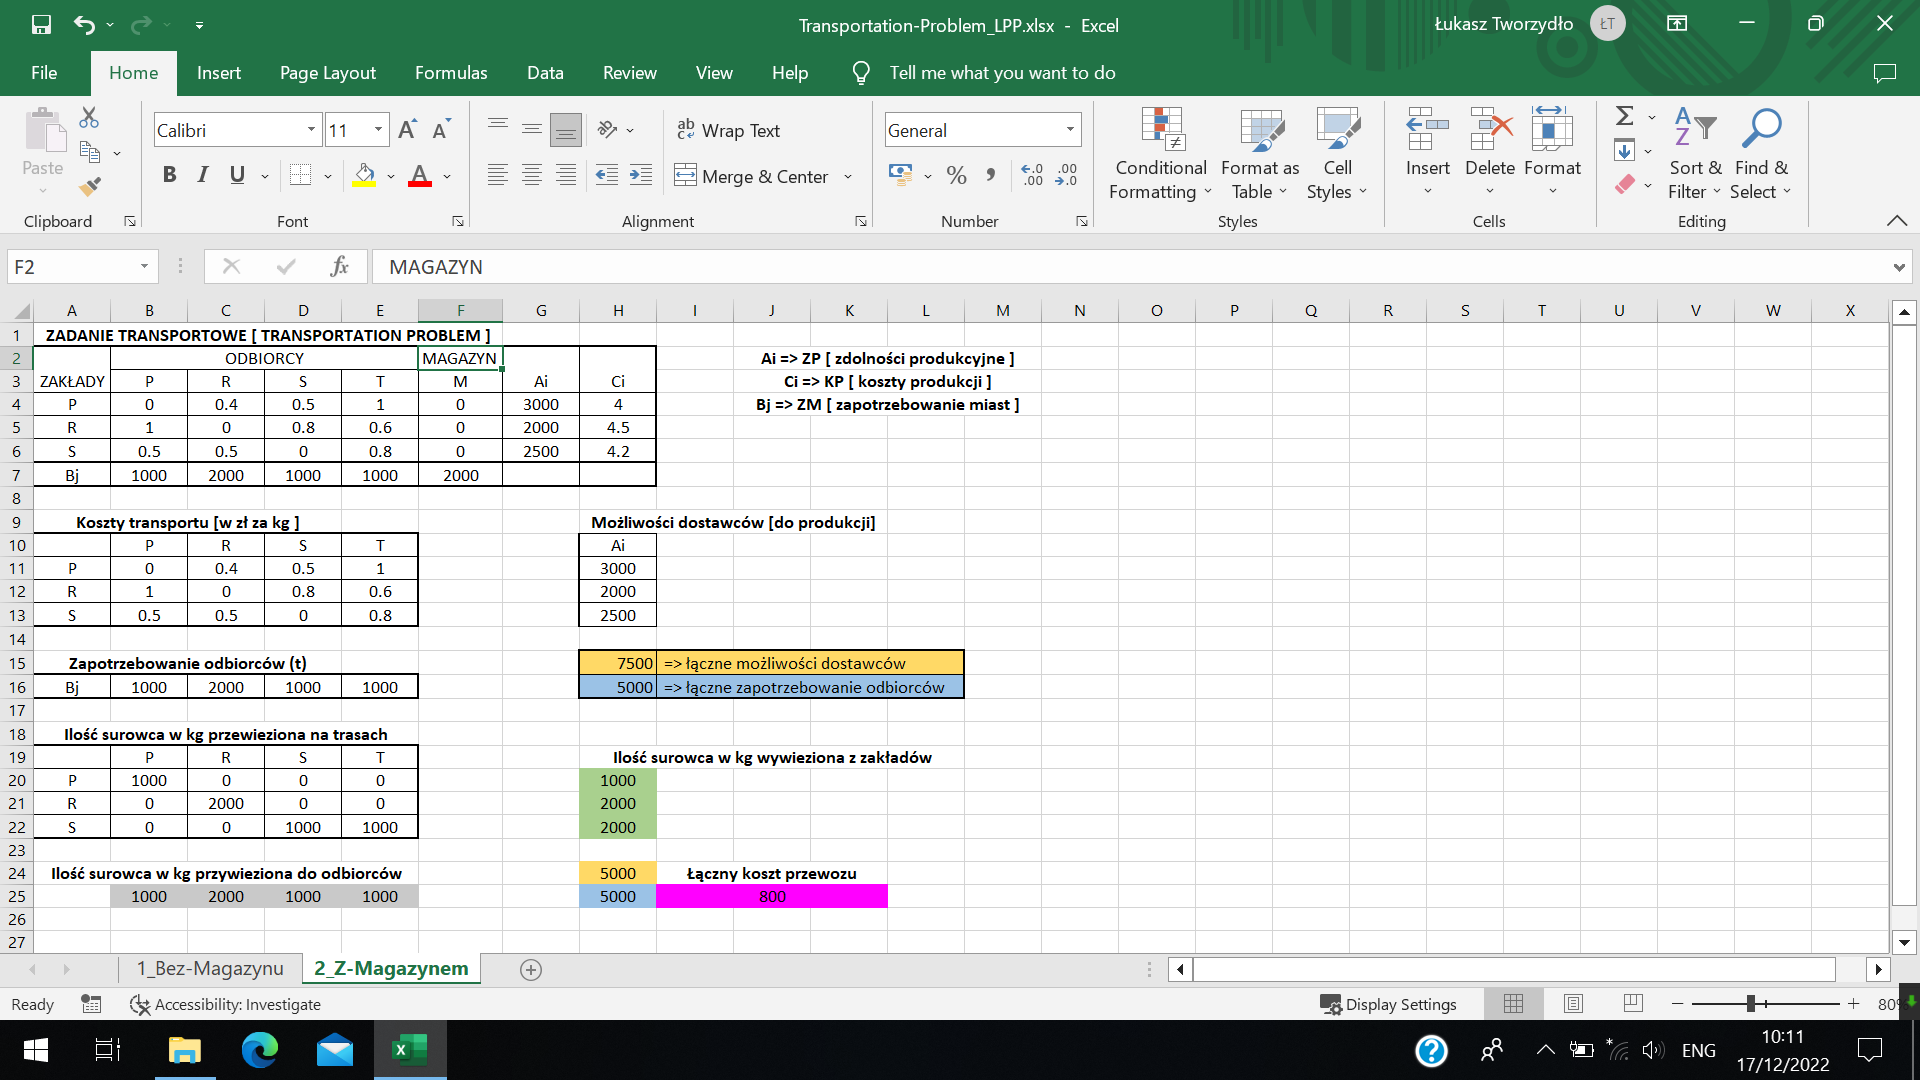 Transportation-Problem_LPP.xlsx - Excel
Łukasz Tworzydło ŁT
File Home Insert Page Layout Formulas Data Review View Help Tell me what you want to do
Paste
Clipboard
Calibri 11
B I U
Font
Wrap Text
Merge & Center
Alignment
General
Number
Conditional Formatting
Format as Table
Cell Styles
Styles
Insert Delete Format
Cells
Sort & Filter
Find & Select
Editing
F2 fx MAGAZYN
A B C D E F G H I J K L M N O P Q R S T U V W X
1 ZADANIE TRANSPORTOWE [ TRANSPORTATION PROBLEM ]
2 ODBIORCY MAGAZYN Ai => ZP [ zdolności produkcyjne ]
3 ZAKŁADY P R S T M Ai Ci Ci => KP [ koszty produkcji ]
4 P 0 0.4 0.5 1 0 3000 4 Bj => ZM [ zapotrzebowanie miast ]
5 R 1 0 0.8 0.6 0 2000 4.5
6 S 0.5 0.5 0 0.8 0 2500 4.2
7 Bj 1000 2000 1000 1000 2000
8
9 Koszty transportu [w zł za kg ] Możliwości dostawców [do produkcji]
10 P R S T Ai
11 P 0 0.4 0.5 1 3000
12 R 1 0 0.8 0.6 2000
13 S 0.5 0.5 0 0.8 2500
14
15 Zapotrzebowanie odbiorców (t) 7500 => łączne możliwości dostawców
16 Bj 1000 2000 1000 1000 5000 => łączne zapotrzebowanie odbiorców
17
18 Ilość surowca w kg przewieziona na trasach
19 P R S T Ilość surowca w kg wywieziona z zakładów
20 P 1000 0 0 0 1000
21 R 0 2000 0 0 2000
22 S 0 0 1000 1000 2000
23
24 Ilość surowca w kg przywieziona do odbiorców 5000 Łączny koszt przewozu
25 1000 2000 1000 1000 5000 800
26
27
1_Bez-Magazynu 2_Z-Magazynem
Ready Accessibility: Investigate Display Settings 80%
ENG 10:11
17/12/2022